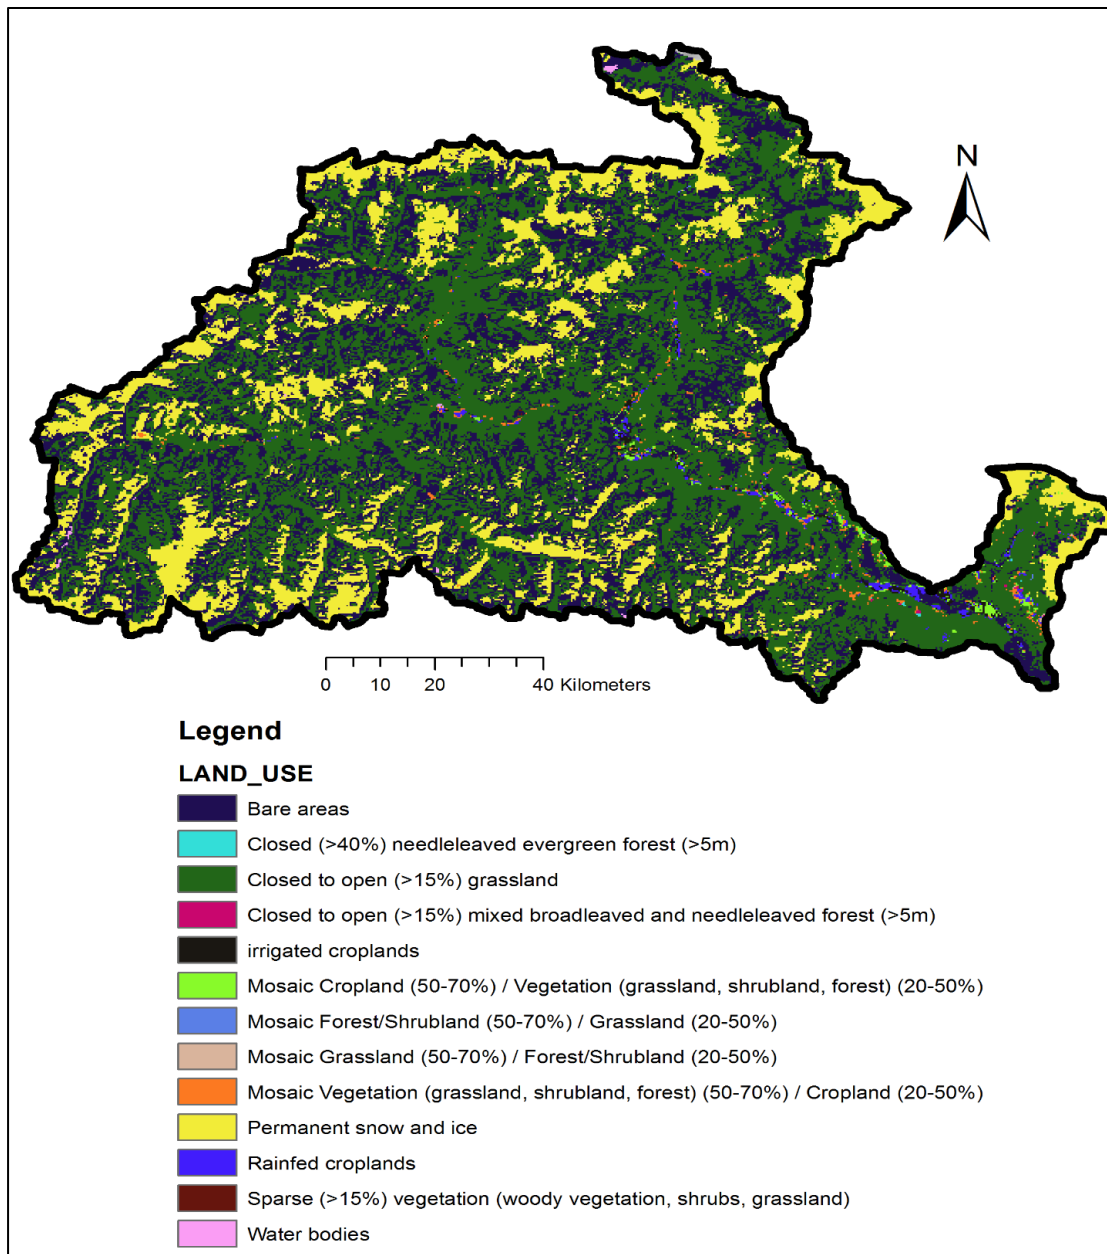 N
0 10 20 40 Kilometers
Legend
LAND_USE
Bare areas
Closed (>40%) needleleaved evergreen forest (>5m)
Closed to open (>15%) grassland
Closed to open (>15%) mixed broadleaved and needleleaved forest (>5m)
irrigated croplands
Mosaic Cropland (50-70%) / Vegetation (grassland, shrubland, forest) (20-50%)
Mosaic Forest/Shrubland (50-70%) / Grassland (20-50%)
Mosaic Grassland (50-70%) / Forest/Shrubland (20-50%)
Mosaic Vegetation (grassland, shrubland, forest) (50-70%) / Cropland (20-50%)
Permanent snow and ice
Rainfed croplands
Sparse (>15%) vegetation (woody vegetation, shrubs, grassland)
Water bodies